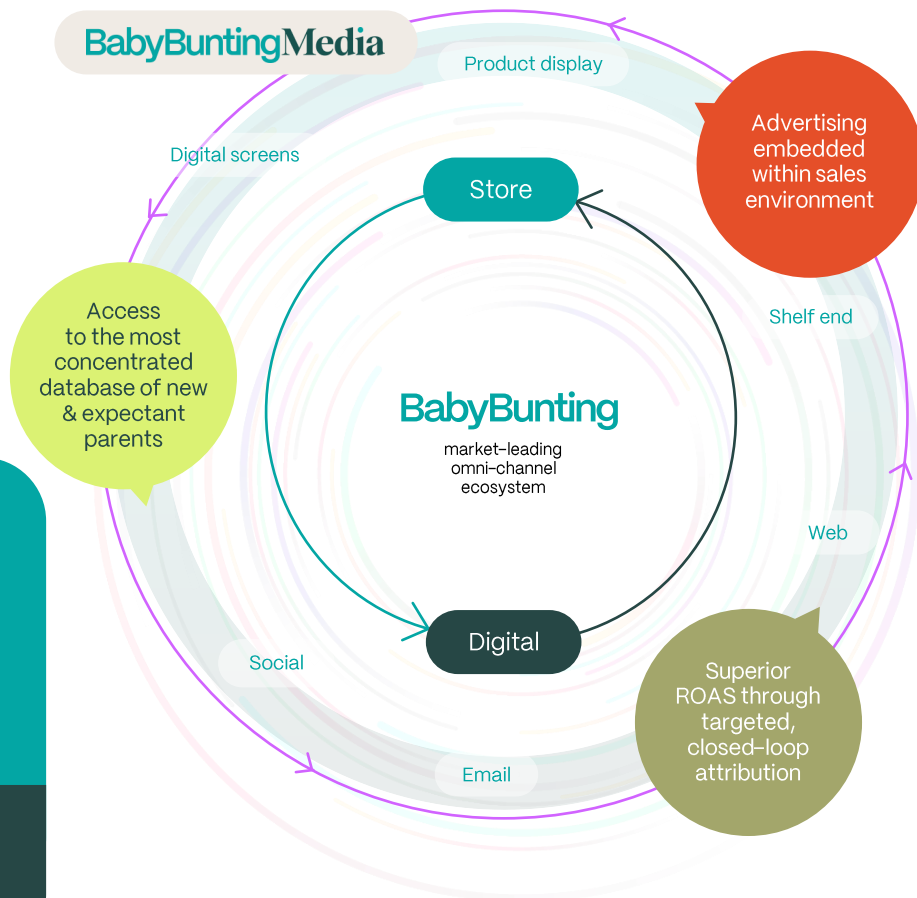 BabyBuntingMedia
Product display
Advertising
embedded
within sales
environment
Digital screens
Store
Access
to the most
concentrated
database of new
& expectant
parents
Shelf end
BabyBunting
market-leading
omni-channel
ecosystem
Web
Digital
Social
Superior
ROAS through
targeted,
closed-loop
attribution
Email